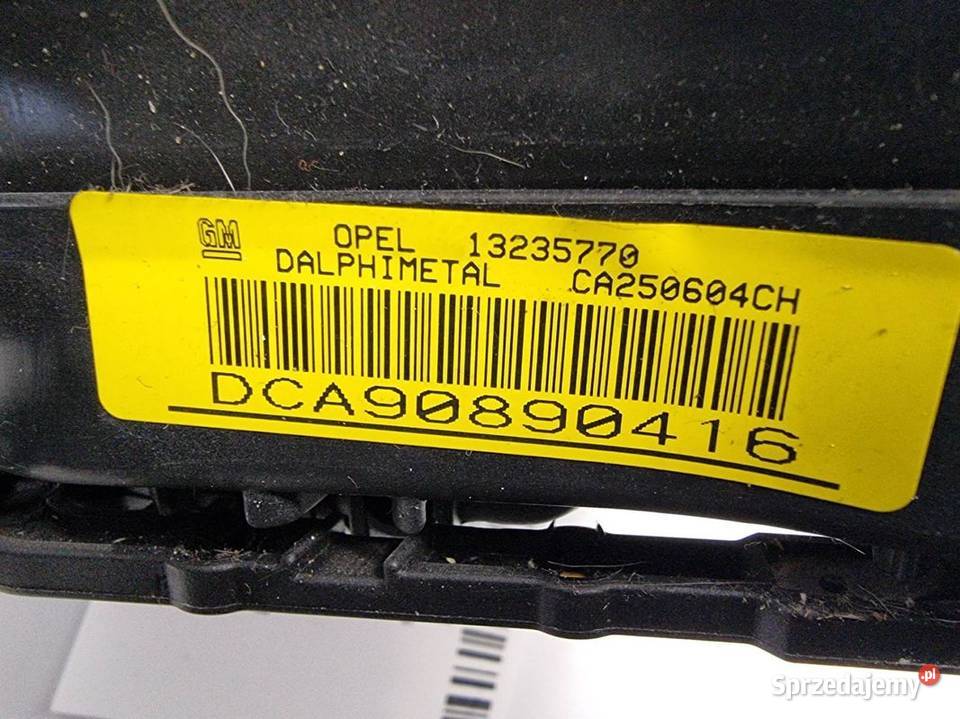 GM OPEL 13235770
DALPHIMETAL CA250604CH
DCA90890416
Sprzedajemy.pl